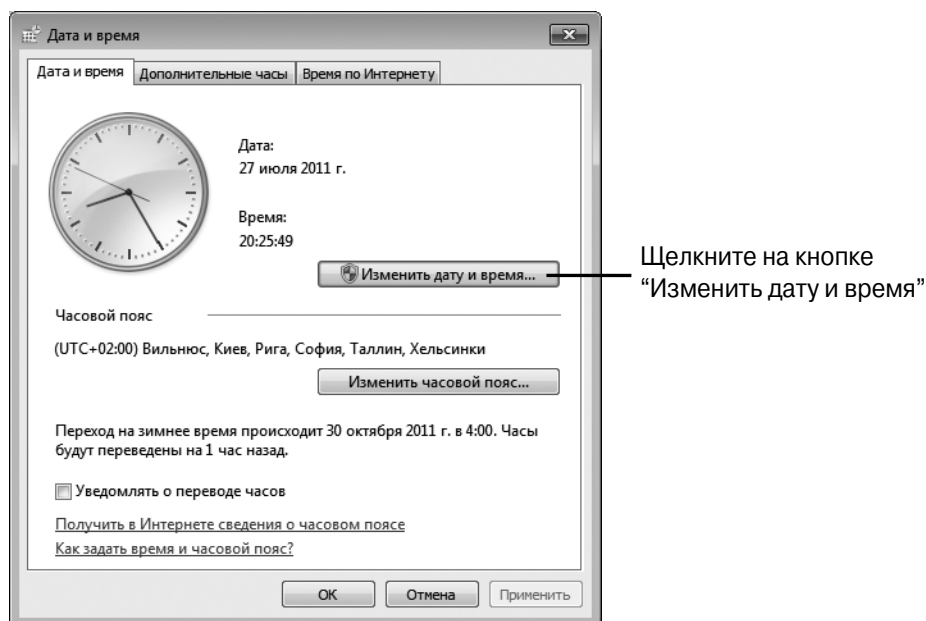 Дата и время
Дата и время Дополнительные часы Время по Интернету
Дата:
27 июля 2011 г.
Время:
20:25:49
Изменить дату и время...
Щелкните на кнопке
“Изменить дату и время”
Часовой пояс
(UTC+02:00) Вильнюс, Киев, Рига, София, Таллин, Хельсинки
Изменить часовой пояс...
Переход на зимнее время происходит 30 октября 2011 г. в 4:00. Часы
будут переведены на 1 час назад.
Уведомлять о переводе часов
Получить в Интернете сведения о часовом поясе
Как задать время и часовой пояс?
ОК Отмена Применить